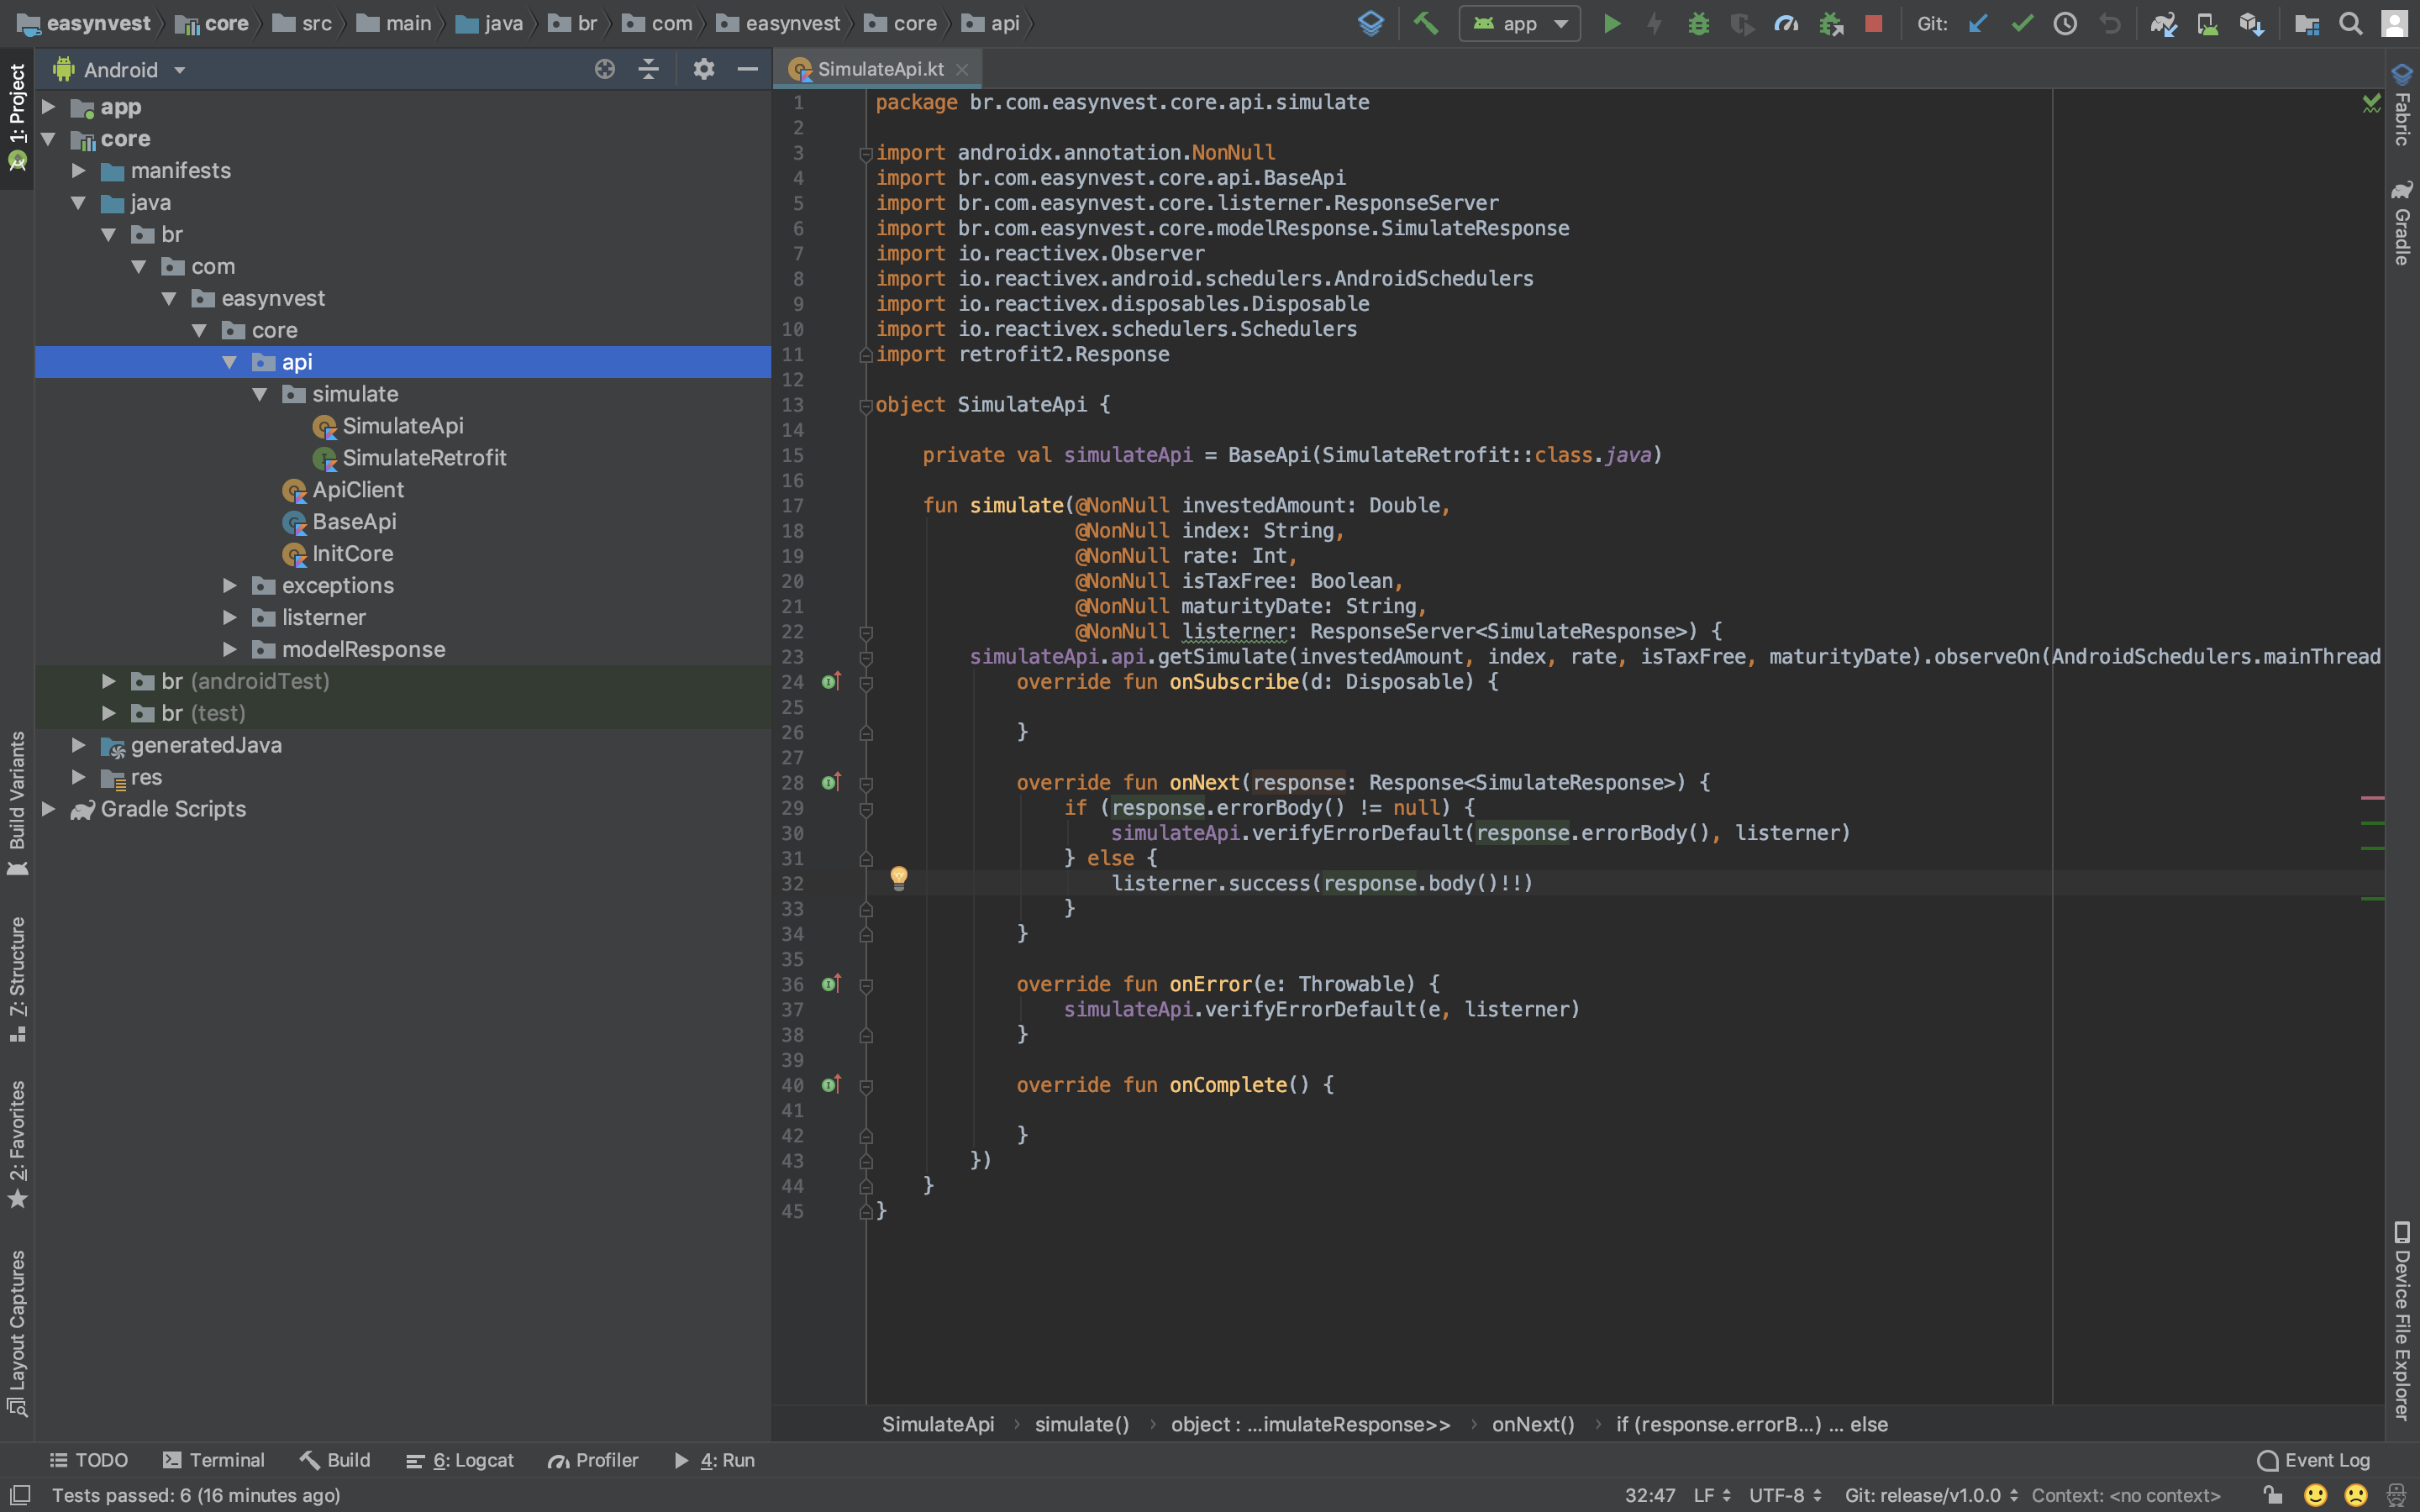 easynvest core src main java br com easynvest core api app Git:
1: Project
Android
app
core
manifests
java
br
com
easynvest
core
api
simulate
SimulateApi
SimulateRetrofit
ApiClient
BaseApi
InitCore
exceptions
listerner
modelResponse
br (androidTest)
br (test)
generatedJava
res
Gradle Scripts
Build Variants
7: Structure
2: Favorites
Layout Captures
SimulateApi.kt
1 package br.com.easynvest.core.api.simulate
2
3 import androidx.annotation.NonNull
4 import br.com.easynvest.core.api.BaseApi
5 import br.com.easynvest.core.listerner.ResponseServer
6 import br.com.easynvest.core.modelResponse.SimulateResponse
7 import io.reactivex.Observer
8 import io.reactivex.android.schedulers.AndroidSchedulers
9 import io.reactivex.disposables.Disposable
10 import io.reactivex.schedulers.Schedulers
11 import retrofit2.Response
12
13 object SimulateApi {
14
15 private val simulateApi = BaseApi(SimulateRetrofit::class.java)
16
17 fun simulate(@NonNull investedAmount: Double,
18 @NonNull index: String,
19 @NonNull rate: Int,
20 @NonNull isTaxFree: Boolean,
21 @NonNull maturityDate: String,
22 @NonNull listerner: ResponseServer<SimulateResponse>) {
23 simulateApi.api.getSimulate(investedAmount, index, rate, isTaxFree, maturityDate).observeOn(AndroidSchedulers.mainThread
24 override fun onSubscribe(d: Disposable) {
25
26 }
27
28 override fun onNext(response: Response<SimulateResponse>) {
29 if (response.errorBody() != null) {
30 simulateApi.verifyErrorDefault(response.errorBody(), listerner)
31 } else {
32 listerner.success(response.body()!!)
33 }
34 }
35
36 override fun onError(e: Throwable) {
37 simulateApi.verifyErrorDefault(e, listerner)
38 }
39
40 override fun onComplete() {
41
42 }
43 })
44 }
45 }
Fabric
Gradle
Device File Explorer
SimulateApi simulate() object : ...imulateResponse>> onNext() if (response.errorB...) ... else
TODO Terminal Build 6: Logcat Profiler 4: Run Event Log
Tests passed: 6 (16 minutes ago) 32:47 LF UTF-8 Git: release/v1.0.0 Context: <no context>